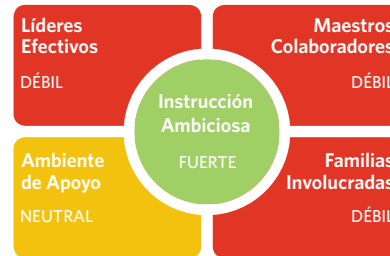 Líderes
Efectivos
DÉBIL
Maestros
Colaboradores
DÉBIL
Instrucción
Ambiciosa
FUERTE
Ambiente
de Apoyo
NEUTRAL
Familias
Involucradas
DÉBIL